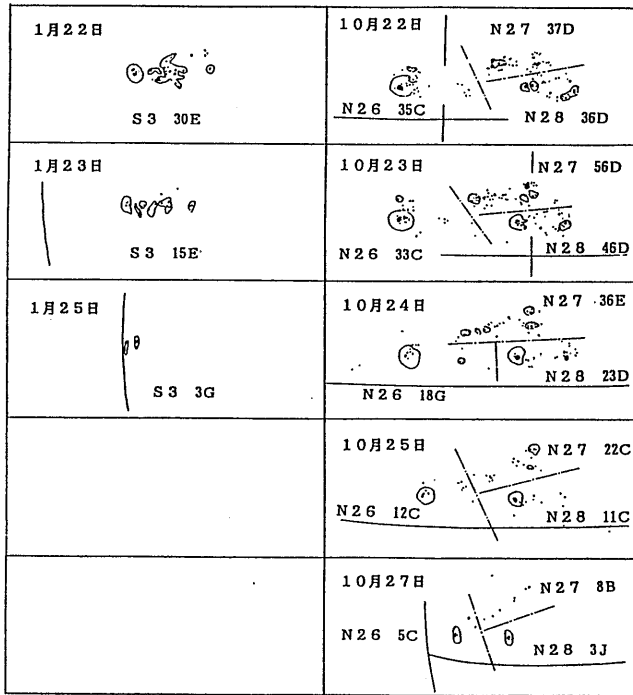 1月22日
S3 30E
1月23日
S3 15E
1月25日
S3 3G
10月22日
N27 37D
N26 35C
N28 36D
10月23日
N27 56D
N26 33C
N28 46D
10月24日
N27 36E
N28 23D
N26 18G
10月25日
N27 22C
N26 12C
N28 11C
10月27日
N27 8B
N26 5C
N28 3J